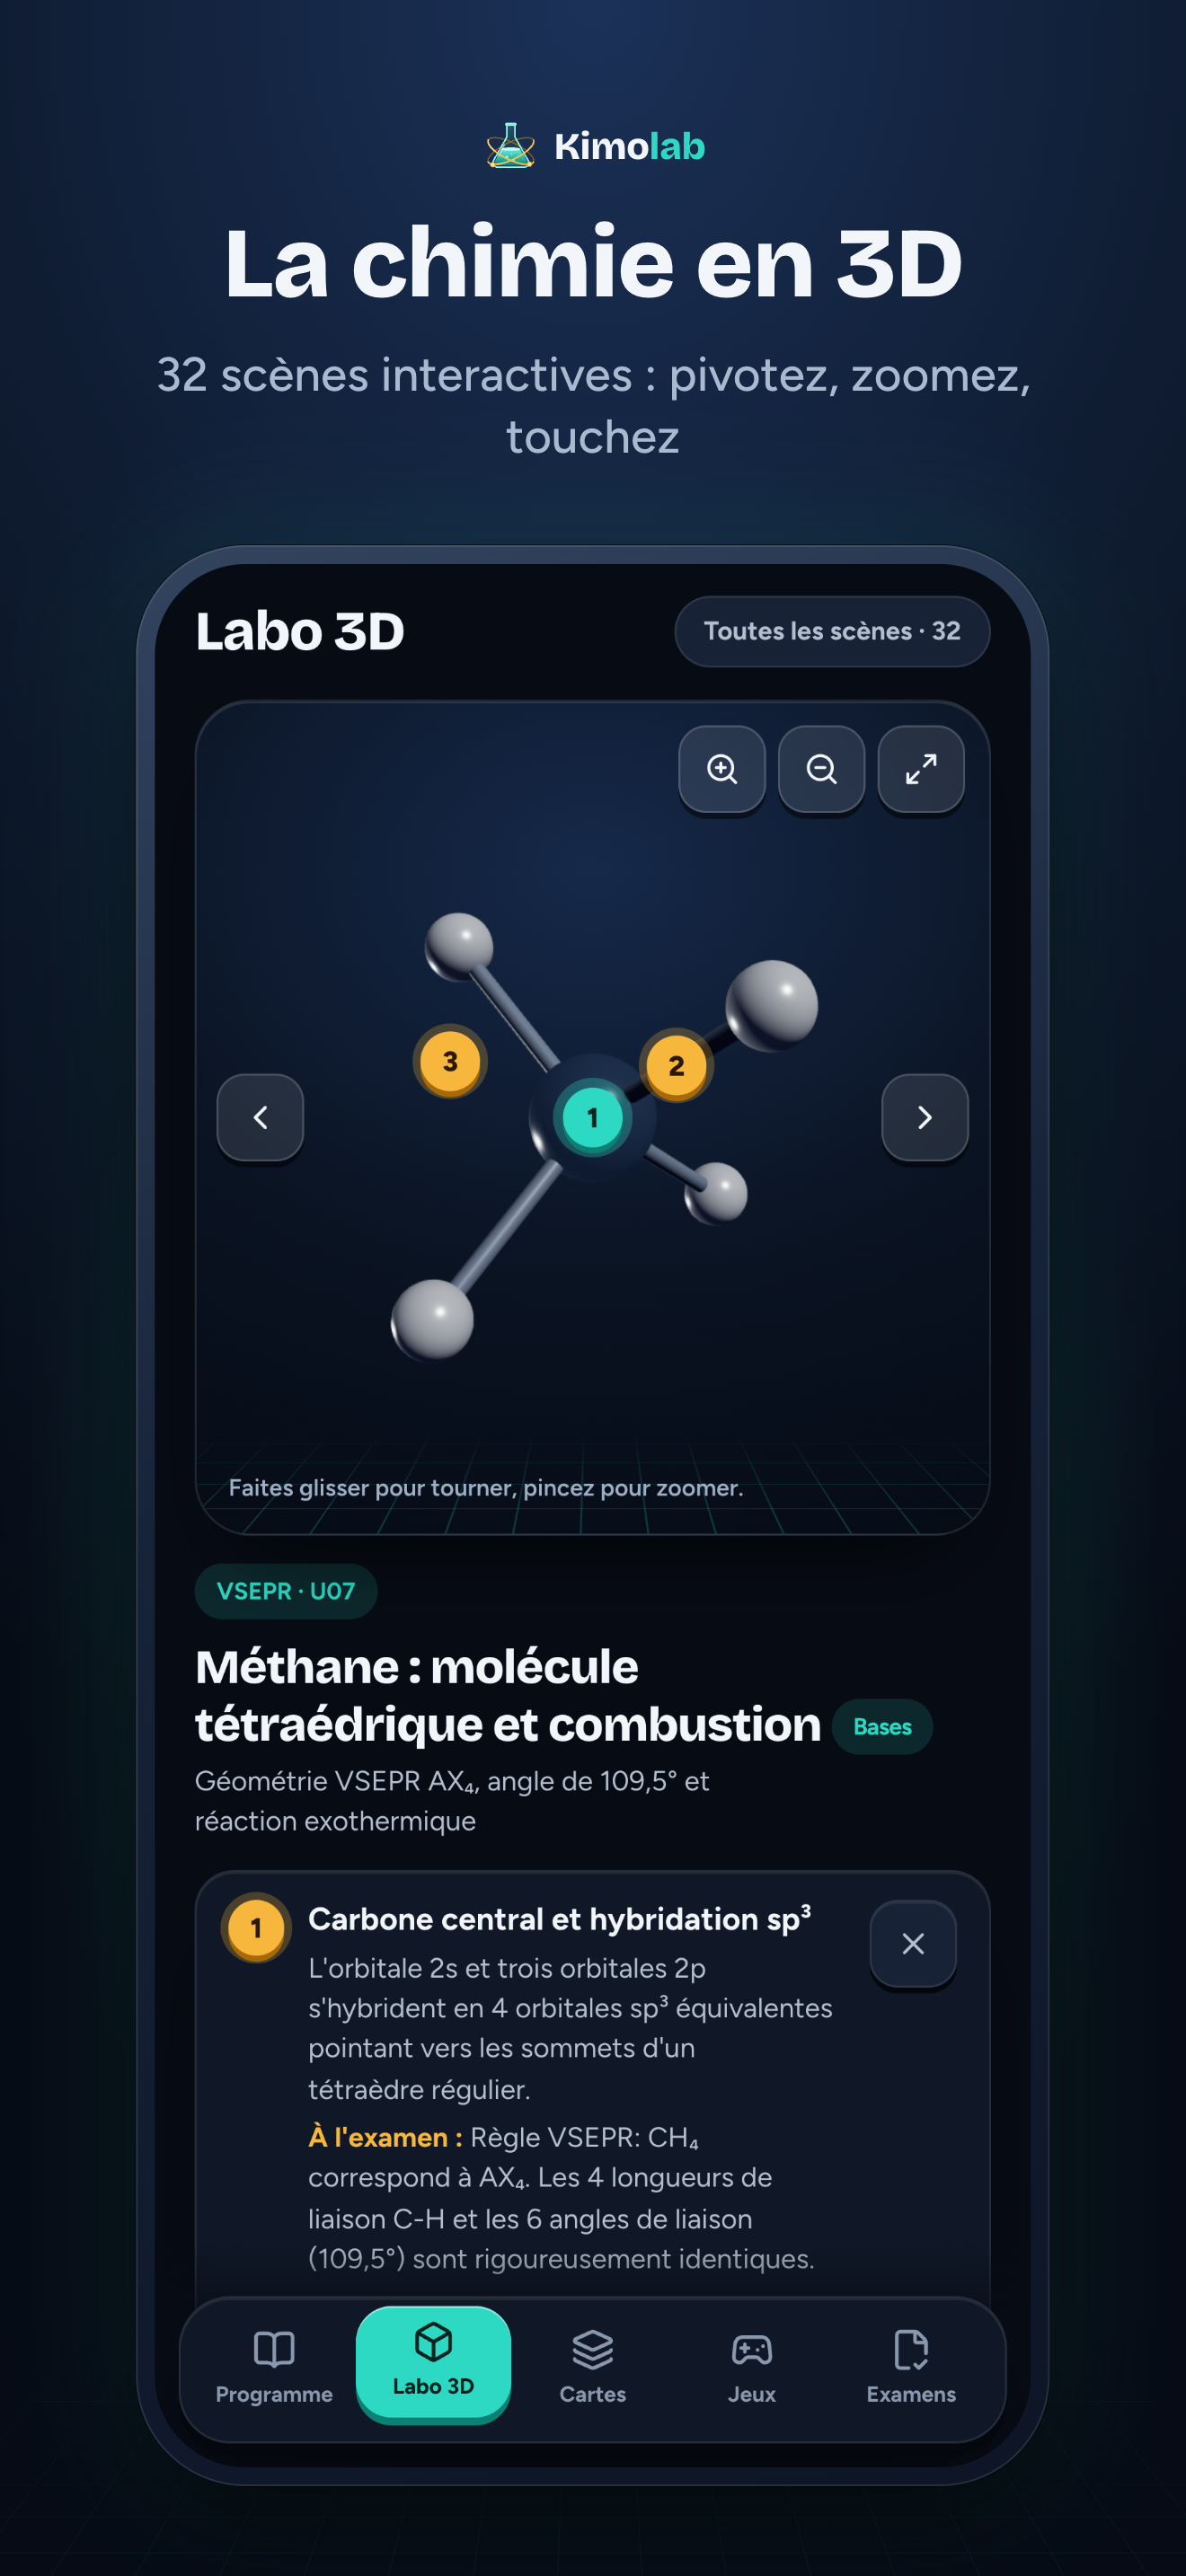 Kimolab
La chimie en 3D
32 scènes interactives : pivotez, zoomez,
touchez
Labo 3D
Toutes les scènes · 32
3
2
1
Faites glisser pour tourner, pincez pour zoomer.
VSEPR · U07
Méthane : molécule
tétraédrique et combustion
Bases
Géométrie VSEPR AX₄, angle de 109,5° et
réaction exothermique
1
Carbone central et hybridation sp³
L'orbitale 2s et trois orbitales 2p
s'hybrident en 4 orbitales sp³ équivalentes
pointant vers les sommets d'un
tétraèdre régulier.
À l'examen : Règle VSEPR: CH₄
correspond à AX₄. Les 4 longueurs de
liaison C-H et les 6 angles de liaison
(109,5°) sont rigoureusement identiques.
Programme
Labo 3D
Cartes
Jeux
Examens